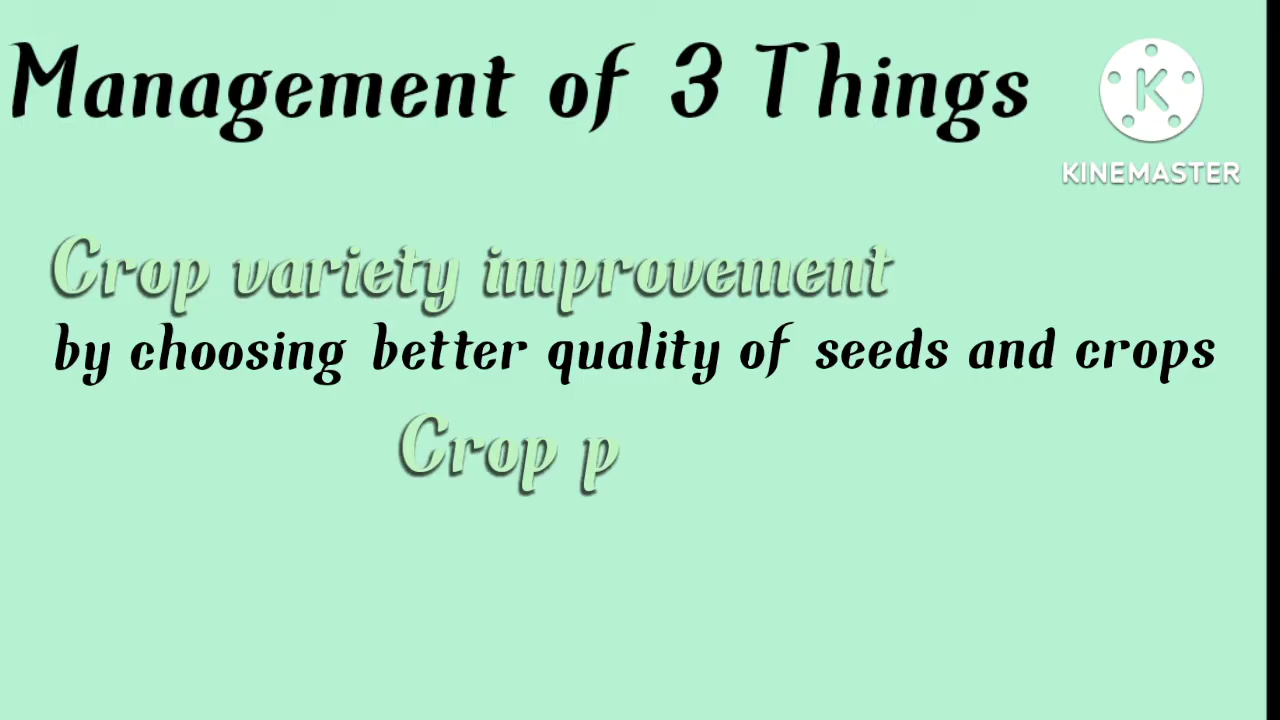 Management of 3 Things
KINEMASTER
Crop variety improvement
by choosing better quality of seeds and crops
Crop p